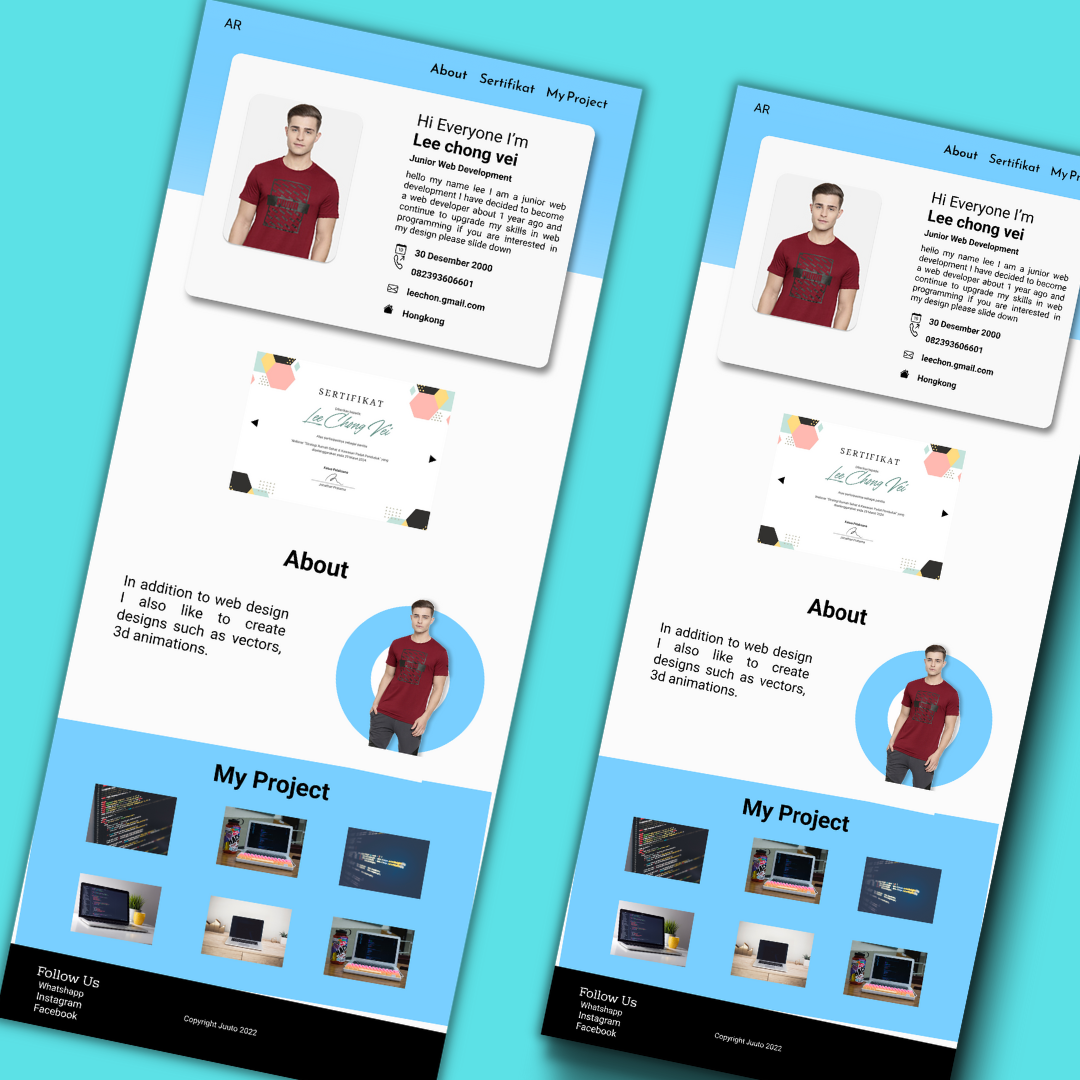 AR
About Sertifikat My Project
Hi Everyone I'm
Lee chong vei
Junior Web Development
hello my name lee I am a junior web
development I have decided to become
a web developer about 1 year ago and
continue to upgrade my skills in web
programming if you are interested in
my design please slide down
30 Desember 2000
082393606601
leechon.gmail.com
Hongkong
SERTIFIKAT
Lee Chong Vei
About
In addition to web design
I also like to create
designs such as vectors,
3d animations.
My Project
Follow Us
Whatshapp
Instagram
Facebook
Copyright Juuto 2022
AR
About Sertifikat My Pr
Hi Everyone I'm
Lee chong vei
Junior Web Development
hello my name lee I am a junior web
development I have decided to become
a web developer about 1 year ago and
continue to upgrade my skills in web
programming if you are interested in
my design please slide down
30 Desember 2000
082393606601
leechon.gmail.com
Hongkong
SERTIFIKAT
Lee Chong Vei
About
In addition to web design
I also like to create
designs such as vectors,
3d animations.
My Project
Follow Us
Whatshapp
Instagram
Facebook
Copyright Juuto 2022